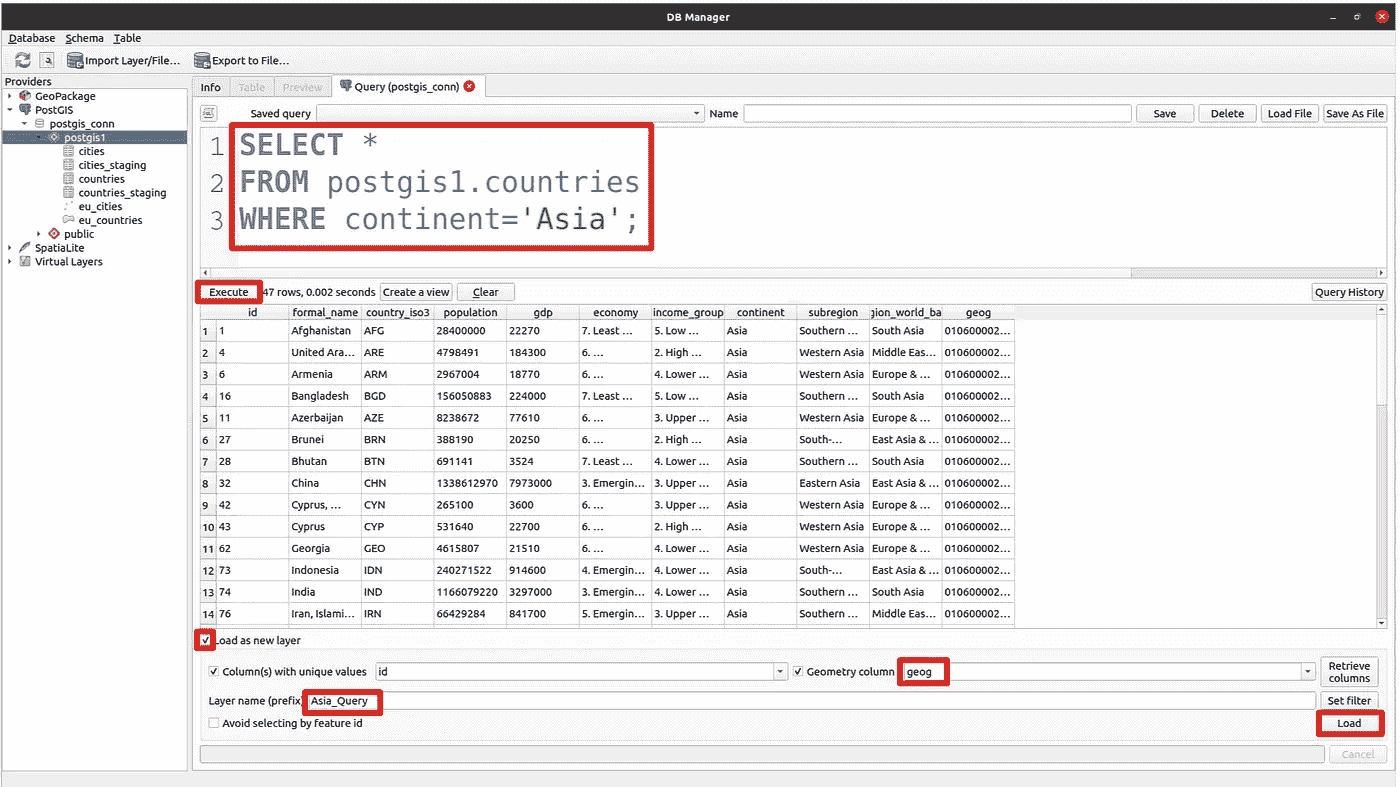 DB Manager
Database Schema Table
Import Layer/File... Export to File...
Providers
GeoPackage
PostGIS
postgis_conn
postgis1
cities
cities_staging
countries
countries_staging
eu_cities
eu_countries
public
SpatiaLite
Virtual Layers
Info Table Preview Query (postgis_conn)
Saved query Name Save Delete Load File Save As File
1 SELECT *
2 FROM postgis1.countries
3 WHERE continent='Asia';
Execute 47 rows, 0.002 seconds Create a view Clear Query History
id formal_name country_iso3 population gdp economy income_group continent subregion gion_world_ba geog
1 1 Afghanistan AFG 28400000 22270 7. Least ... 5. Low ... Asia Southern ... South Asia 010600002...
2 4 United Ara... ARE 4798491 184300 6. ... 2. High ... Asia Western Asia Middle Eas... 010600002...
3 6 Armenia ARM 2967004 18770 6. ... 4. Lower ... Asia Western Asia Europe & ... 010600002...
4 16 Bangladesh BGD 156050883 224000 7. Least ... 5. Low ... Asia Southern ... South Asia 010600002...
5 11 Azerbaijan AZE 8238672 77610 6. ... 3. Upper ... Asia Western Asia Europe & ... 010600002...
6 27 Brunei BRN 388190 20250 6. ... 2. High ... Asia South-... East Asia & ... 010600002...
7 28 Bhutan BTN 691141 3524 7. Least ... 4. Lower ... Asia Southern ... South Asia 010600002...
8 32 China CHN 1338612970 7973000 3. Emergin... 3. Upper ... Asia Eastern Asia East Asia & ... 010600002...
9 42 Cyprus, ... CYN 265100 3600 6. ... 3. Upper ... Asia Western Asia Europe & ... 010600002...
10 43 Cyprus CYP 531640 22700 6. ... 2. High ... Asia Western Asia Europe & ... 010600002...
11 62 Georgia GEO 4615807 21510 6. ... 4. Lower ... Asia Western Asia Europe & ... 010600002...
12 73 Indonesia IDN 240271522 914600 4. Emergin... 4. Lower ... Asia South-... East Asia & ... 010600002...
13 74 India IND 1166079220 3297000 3. Emergin... 4. Lower ... Asia Southern ... South Asia 010600002...
14 76 Iran, Islami... IRN 66429284 841700 5. Emergin... 3. Upper ... Asia Southern ... Middle Eas... 010600002...
Load as new layer
Column(s) with unique values id Geometry column geog Retrieve columns
Layer name (prefix) Asia_Query Set filter
Avoid selecting by feature id Load
Cancel